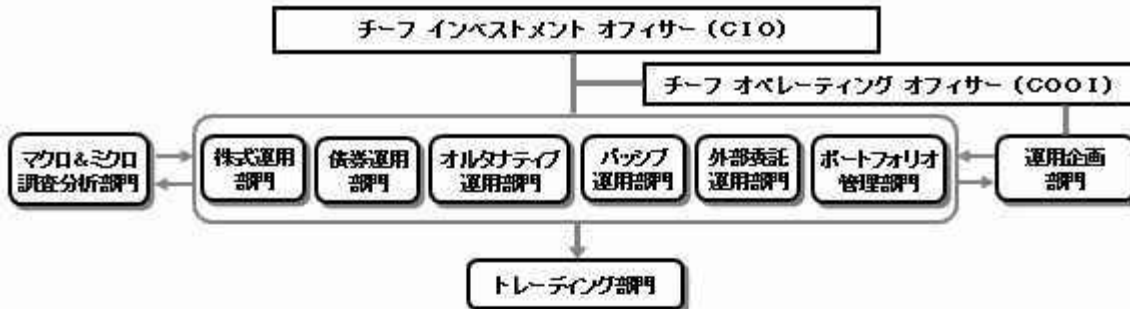 チーフ インベストメント オフィサー (CIO)
チーフ オペレーティング オフィサー (COOI)
マクロ&ミクロ
調査分析部門
株式運用
部門
債券運用
部門
オルタナティブ
運用部門
パッシブ
運用部門
外部委託
運用部門
ポートフォリオ
管理部門
運用企画
部門
トレーディング部門